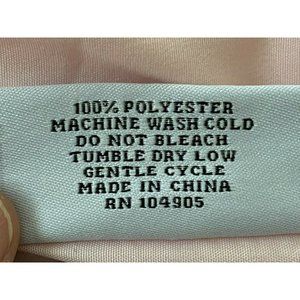 100% POLYESTER
MACHINE WASH COLD
DO NOT BLEACH
TUMBLE DRY LOW
GENTLE CYCLE
MADE IN CHINA
RN 104905